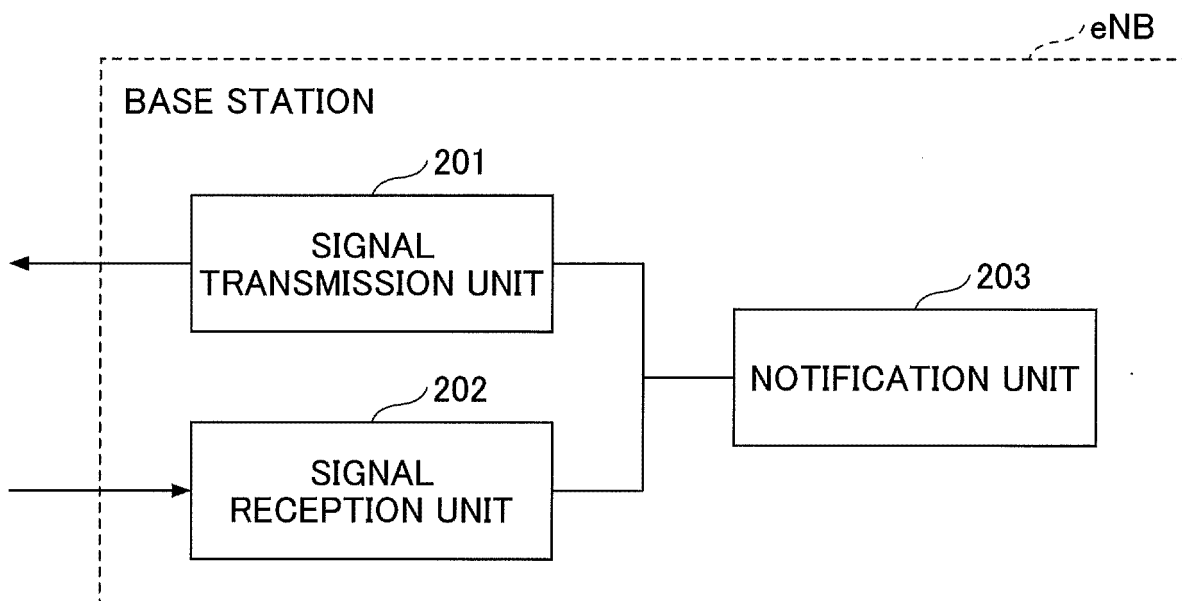 eNB
BASE STATION
201
SIGNAL
TRANSMISSION UNIT
203
NOTIFICATION UNIT
202
SIGNAL
RECEPTION UNIT